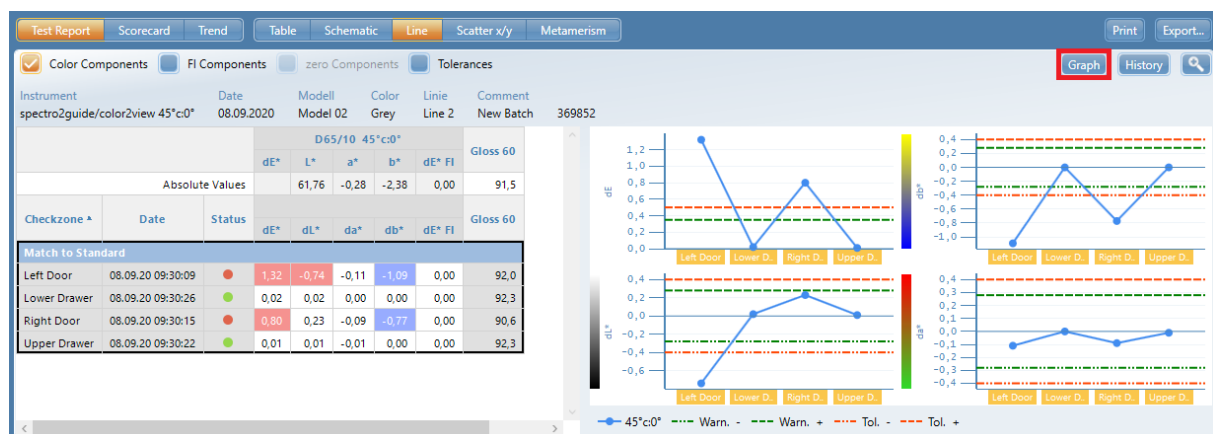 Test Report Scorecard Trend Table Schematic Line Scatter x/y Metamerism Print Export...
Color Components FI Components zero Components Tolerances Graph History
Instrument Date Modell Color Linie Comment
spectro2guide/color2view 45°c:0° 08.09.2020 Model 02 Grey Line 2 New Batch 369852
D65/10 45°c:0° Gloss 60
dE* L* a* b* dE* FI
Absolute Values 61,76 -0,28 -2,38 0,00 91,5
Checkzone Date Status Gloss 60
dE* dL* da* db* dE* FI
Match to Standard
Left Door 08.09.20 09:30:09 1,32 -0,74 -0,11 -1,09 0,00 92,0
Lower Drawer 08.09.20 09:30:26 0,02 0,02 0,00 0,00 0,00 92,3
Right Door 08.09.20 09:30:15 0,80 0,23 -0,09 -0,77 0,00 90,6
Upper Drawer 08.09.20 09:30:22 0,01 0,01 -0,01 0,00 0,00 92,3
dE
1,2
1,0
0,8
0,6
0,4
0,2
0,0
Left Door Lower D.. Right D.. Upper D..
db*
0,4
0,2
0,0
-0,2
-0,4
-0,6
-0,8
-1,0
Left Door Lower D.. Right D.. Upper D..
dL*
0,4
0,2
0,0
-0,2
-0,4
-0,6
Left Door Lower D.. Right D.. Upper D..
da*
0,4
0,3
0,2
0,1
0,0
-0,1
-0,2
-0,3
-0,4
Left Door Lower D.. Right D.. Upper D..
45°c:0° Warn. - Warn. + Tol. - Tol. +